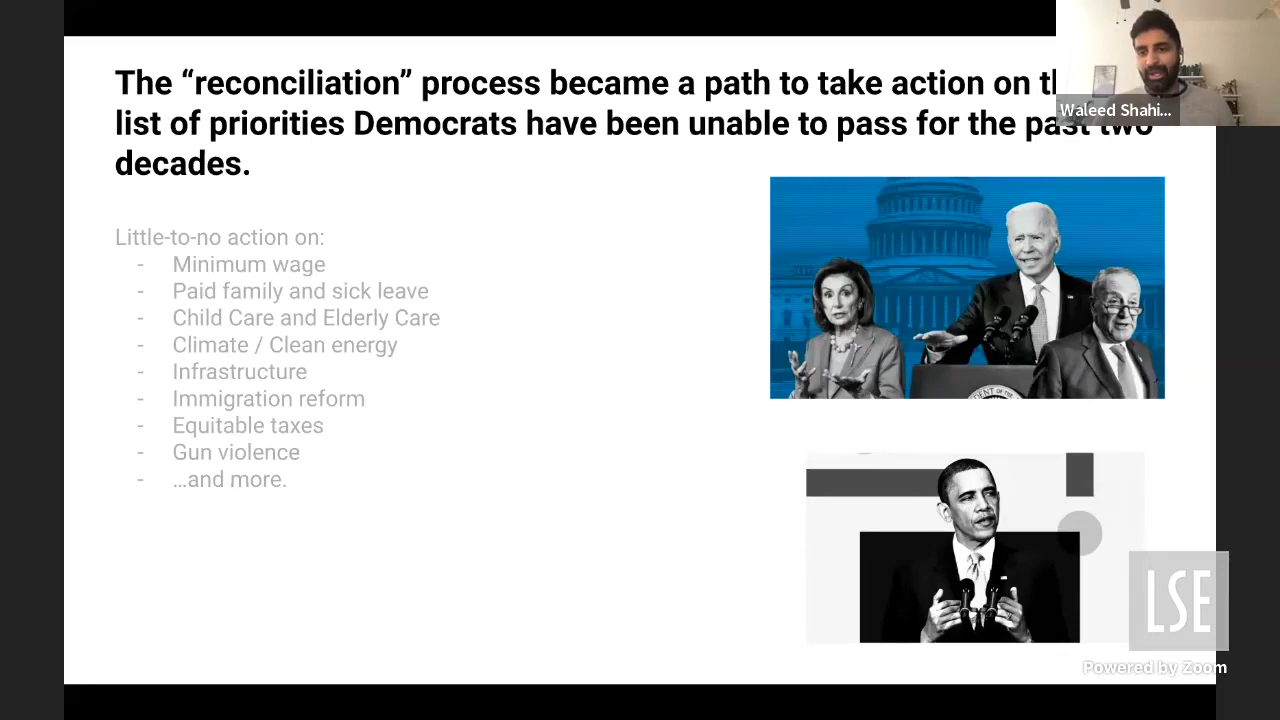 The “reconciliation” process became a path to take action on
list of priorities Democrats have been unable to pass for the past two
decades.
Waleed Shahi...
Little-to-no action on:
- Minimum wage
- Paid family and sick leave
- Child Care and Elderly Care
- Climate / Clean energy
- Infrastructure
- Immigration reform
- Equitable taxes
- Gun violence
- …and more.
LSE
Powered by Zoom